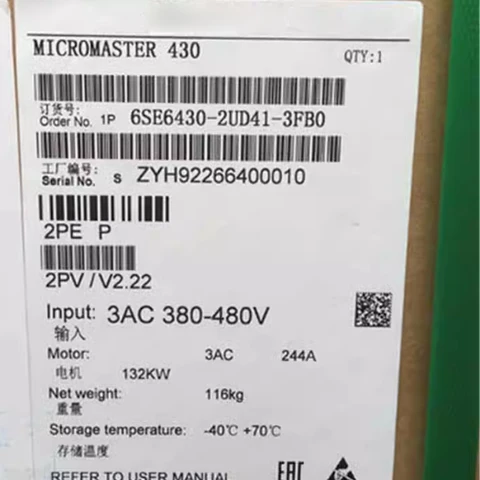 MICROMASTER 430
QTY:1
订货号:
Order No. 1P 6SE6430-2UD41-3FB0
工厂编号:
Serial No. S ZYH92266400010
2PE P
2PV/V2.22
Input: 3AC 380-480V
输入
Motor: 3AC 244A
电机 132KW
Net weight: 116kg
重量
Storage temperature: -40℃ +70℃
存储温度
REFER TO USER MANUAL
EAC